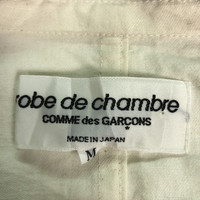 robe de chambre
COMME des GARÇONS
MADE IN JAPAN
M